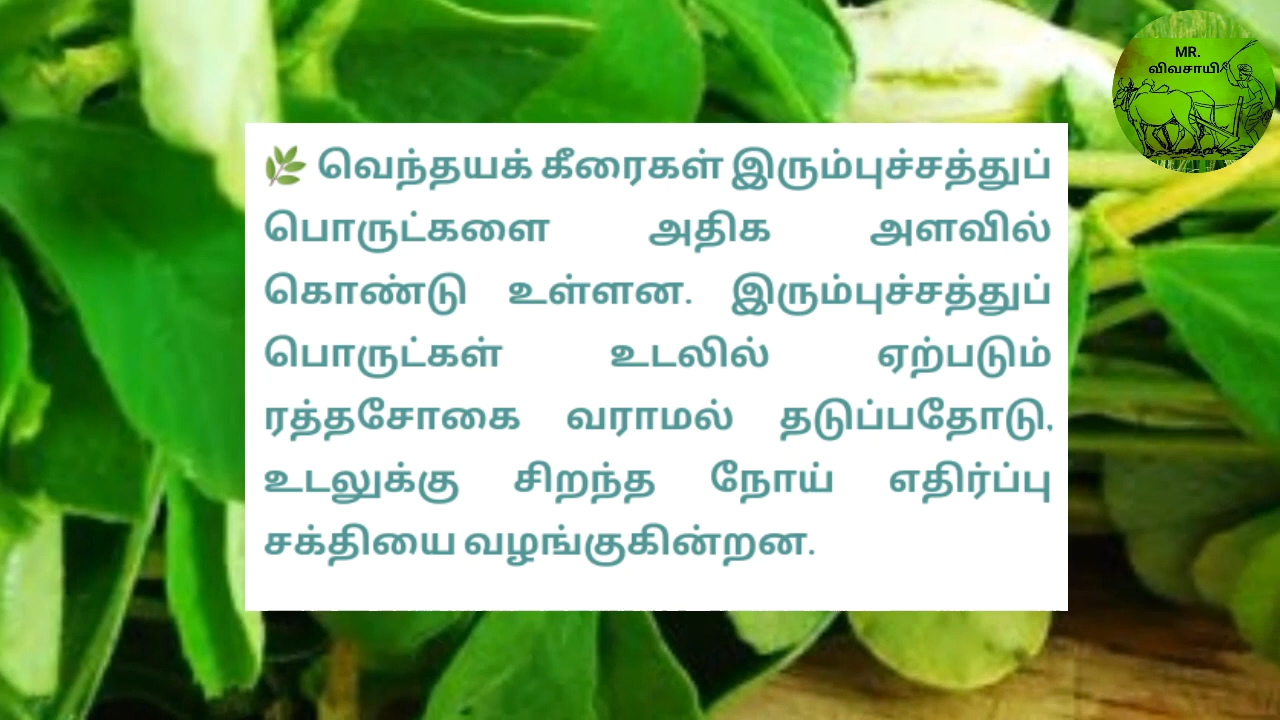 MR.
விவசாயி
🌿 வெந்தயக் கீரைகள் இரும்புச்சத்துப்
பொருட்களை அதிக அளவில்
கொண்டு உள்ளன. இரும்புச்சத்துப்
பொருட்கள் உடலில் ஏற்படும்
ரத்தசோகை வராமல் தடுப்பதோடு,
உடலுக்கு சிறந்த நோய் எதிர்ப்பு
சக்தியை வழங்குகின்றன.